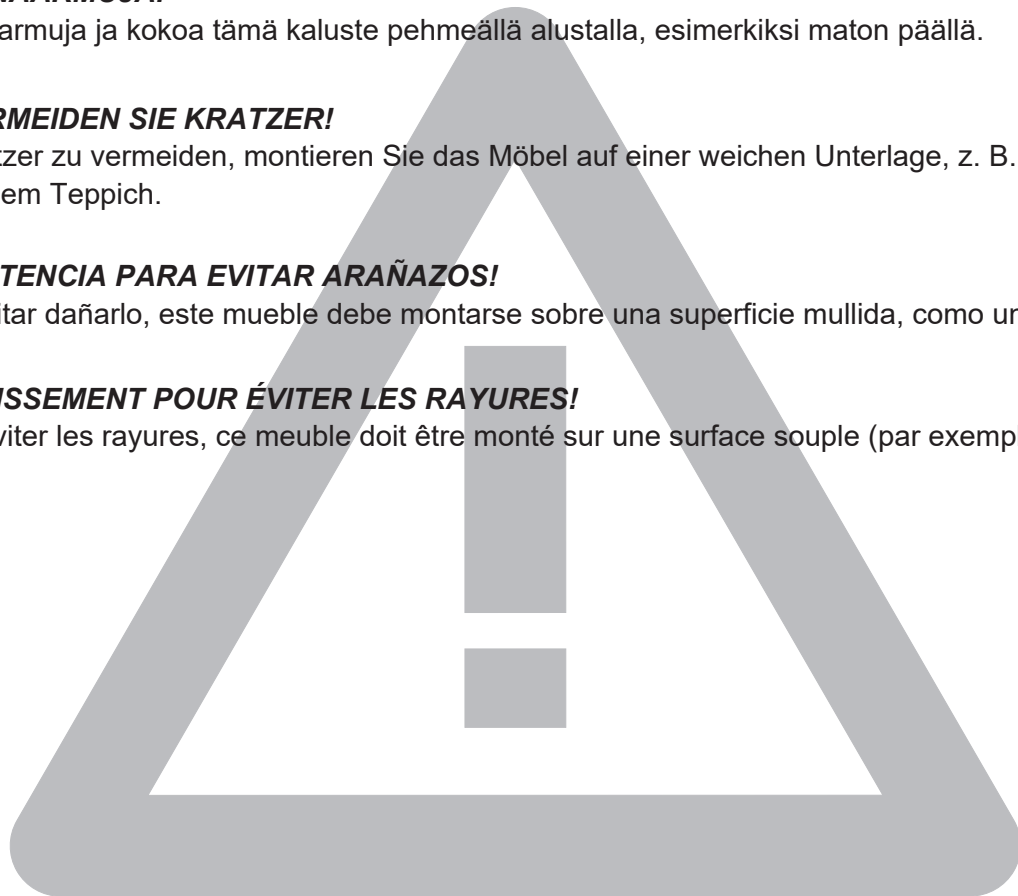 armuja ja kokoa tämä kaluste pehmeällä alustalla, esimerkiksi maton päällä.
RMEIDEN SIE KRATZER!
tzer zu vermeiden, montieren Sie das Möbel auf einer weichen Unterlage, z. B.
em Teppich.
TENCIA PARA EVITAR ARAÑAZOS!
itar dañarlo, este mueble debe montarse sobre una superficie mullida, como
ISSEMENT POUR ÉVITER LES RAYURES!
viter les rayures, ce meuble doit être monté sur une surface souple (par exemp